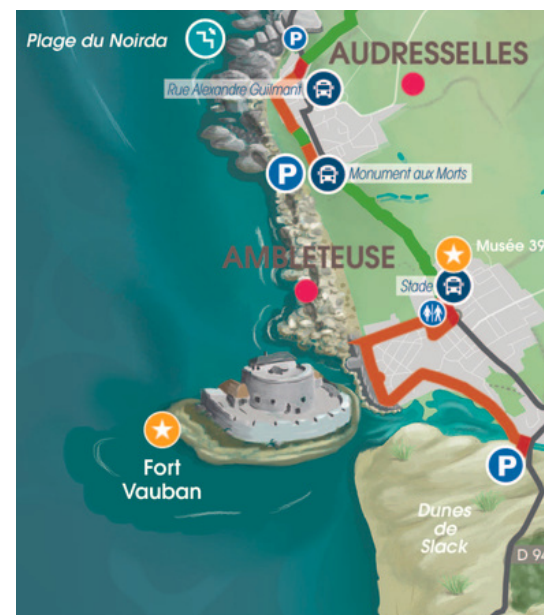 Plage du Noirda
P
AUDRESSELLES
Rue Alexandre Guilmant
P
Monument aux Morts
AMBLETEUSE
Musée 39
Stade
Fort
Vauban
P
Dunes
de
Slack
D 94